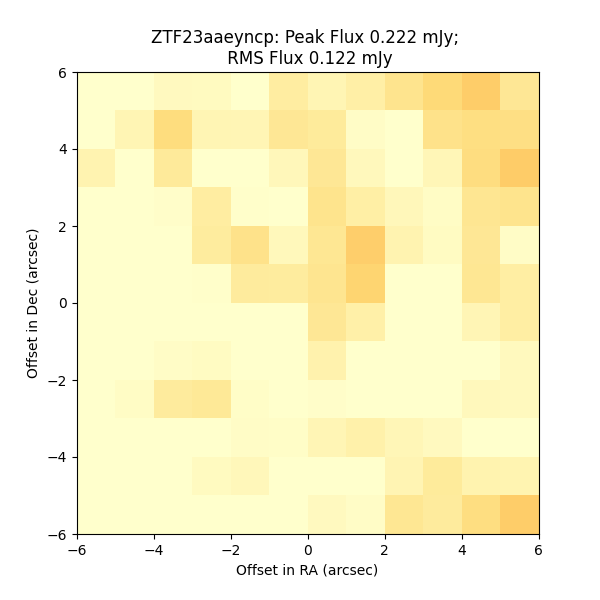 ZTF23aaeyncp: Peak Flux 0.222 mJy;
RMS Flux 0.122 mJy
6
4
2
0
−2
−4
−6
Offset in Dec (arcsec)
−6 −4 −2 0 2 4 6
Offset in RA (arcsec)